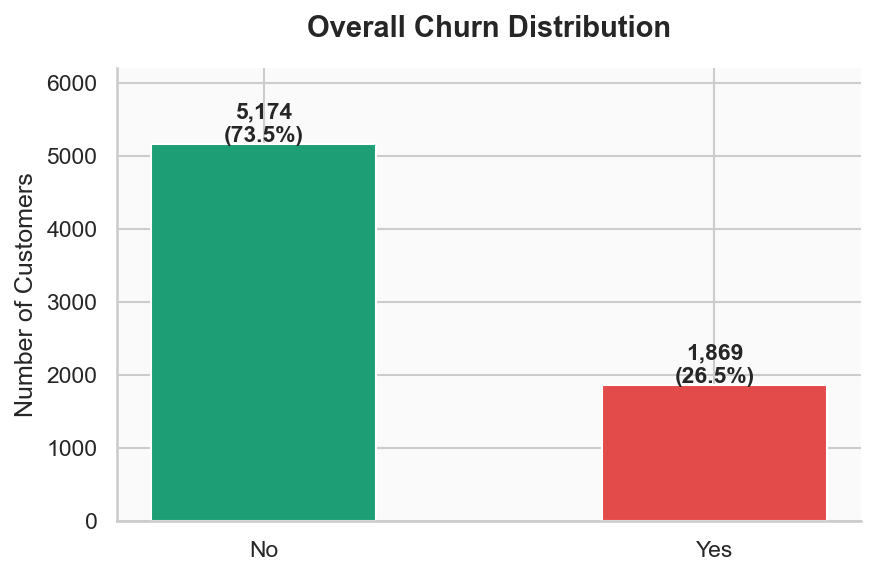 Overall Churn Distribution
Number of Customers
6000
5000
4000
3000
2000
1000
0
5,174
(73.5%)
1,869
(26.5%)
No
Yes